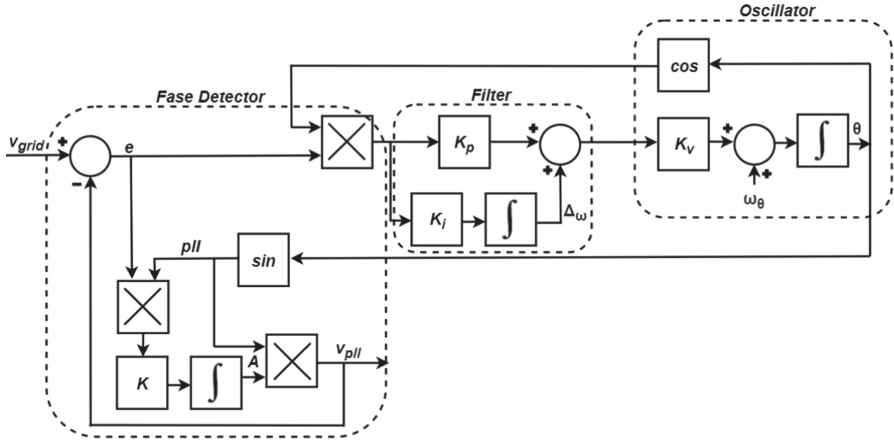 Oscillator
cos
Fase Detector
Filter
v_grid
+
e
−
K_p
+
+
K_v
+
+
∫
θ
ω_θ
K_i
∫
Δ_ω
pll
sin
K
∫
A
v_pll